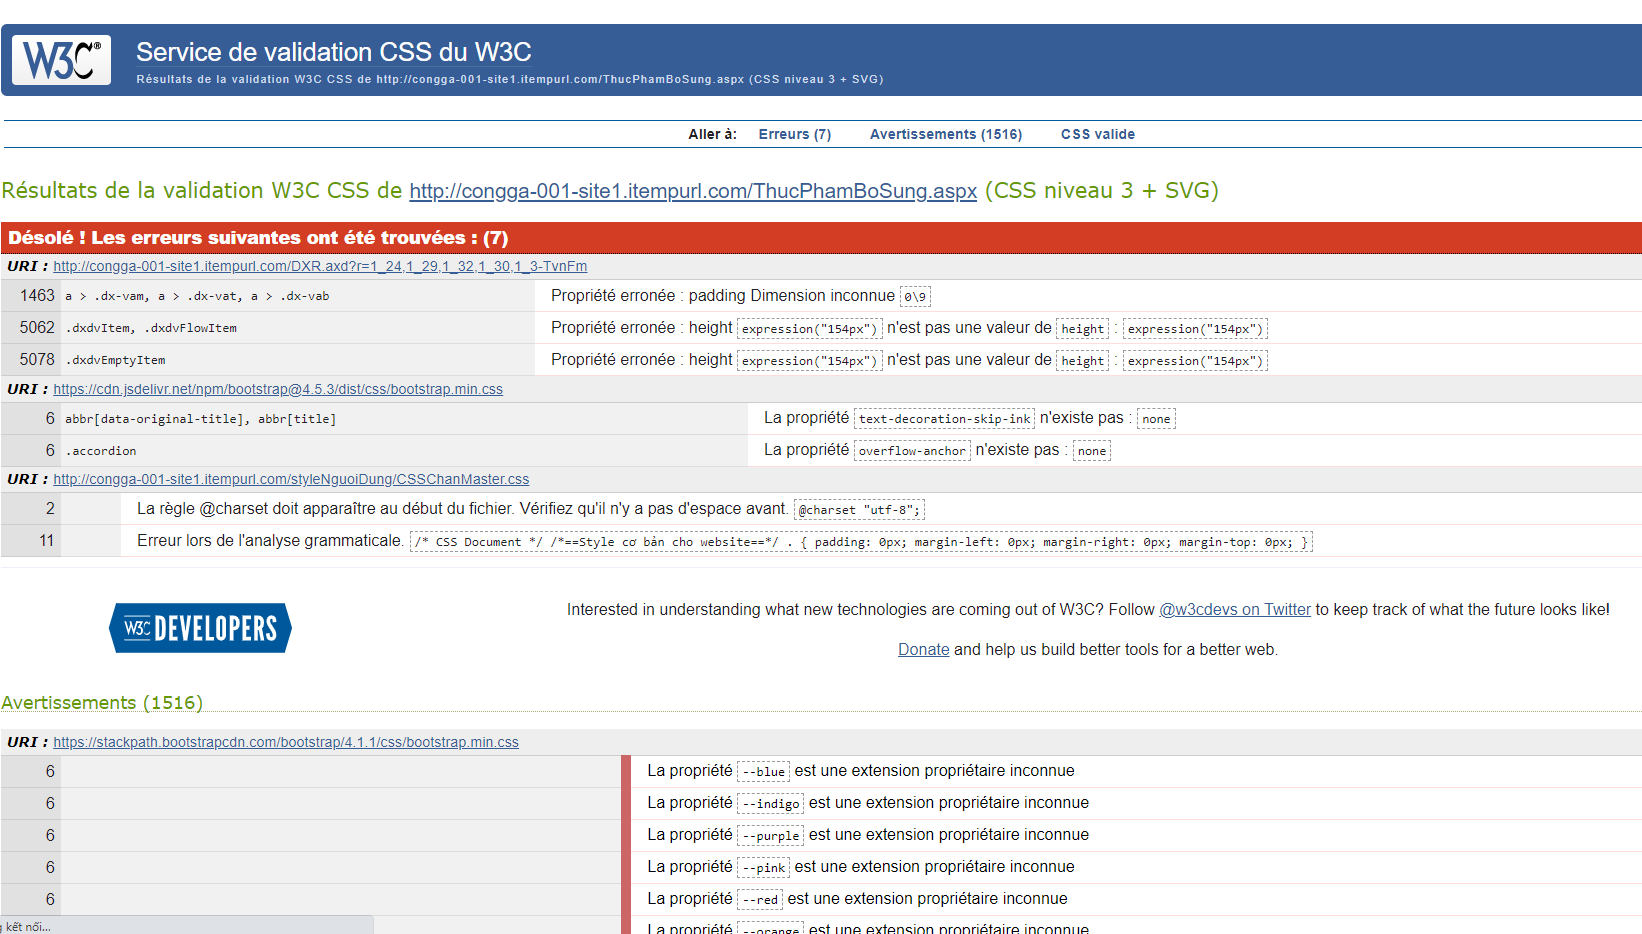 W3C®
Service de validation CSS du W3C
Résultats de la validation W3C CSS de http://congga-001-site1.itempurl.com/ThucPhamBoSung.aspx (CSS niveau 3 + SVG)
Aller à: Erreurs (7) Avertissements (1516) CSS valide
Résultats de la validation W3C CSS de http://congga-001-site1.itempurl.com/ThucPhamBoSung.aspx (CSS niveau 3 + SVG)
Désolé ! Les erreurs suivantes ont été trouvées : (7)
URI : http://congga-001-site1.itempurl.com/DXR.axd?r=1_24,1_29,1_32,1_30,1_3-TvnFm
1463 a > .dx-vam, a > .dx-vat, a > .dx-vab Propriété erronée : padding Dimension inconnue 0\9
5062 .dxdvItem, .dxdvFlowItem Propriété erronée : height expression("154px") n'est pas une valeur de height : expression("154px")
5078 .dxdvEmptyItem Propriété erronée : height expression("154px") n'est pas une valeur de height : expression("154px")
URI : https://cdn.jsdelivr.net/npm/bootstrap@4.5.3/dist/css/bootstrap.min.css
6 abbr[data-original-title], abbr[title] La propriété text-decoration-skip-ink n'existe pas : none
6 .accordion La propriété overflow-anchor n'existe pas : none
URI : http://congga-001-site1.itempurl.com/styleNguoiDung/CSSChanMaster.css
2 La règle @charset doit apparaître au début du fichier. Vérifiez qu'il n'y a pas d'espace avant. @charset "utf-8";
11 Erreur lors de l'analyse grammaticale. /* CSS Document */ /*==Style cơ bản cho website==*/ . { padding: 0px; margin-left: 0px; margin-right: 0px; margin-top: 0px; }
W3C DEVELOPERS
Interested in understanding what new technologies are coming out of W3C? Follow @w3cdevs on Twitter to keep track of what the future looks like!
Donate and help us build better tools for a better web.
Avertissements (1516)
URI : https://stackpath.bootstrapcdn.com/bootstrap/4.1.1/css/bootstrap.min.css
6 La propriété --blue est une extension propriétaire inconnue
6 La propriété --indigo est une extension propriétaire inconnue
6 La propriété --purple est une extension propriétaire inconnue
6 La propriété --pink est une extension propriétaire inconnue
6 La propriété --red est une extension propriétaire inconnue
La propriété --orange est une extension propriétaire inconnue
kết nối...